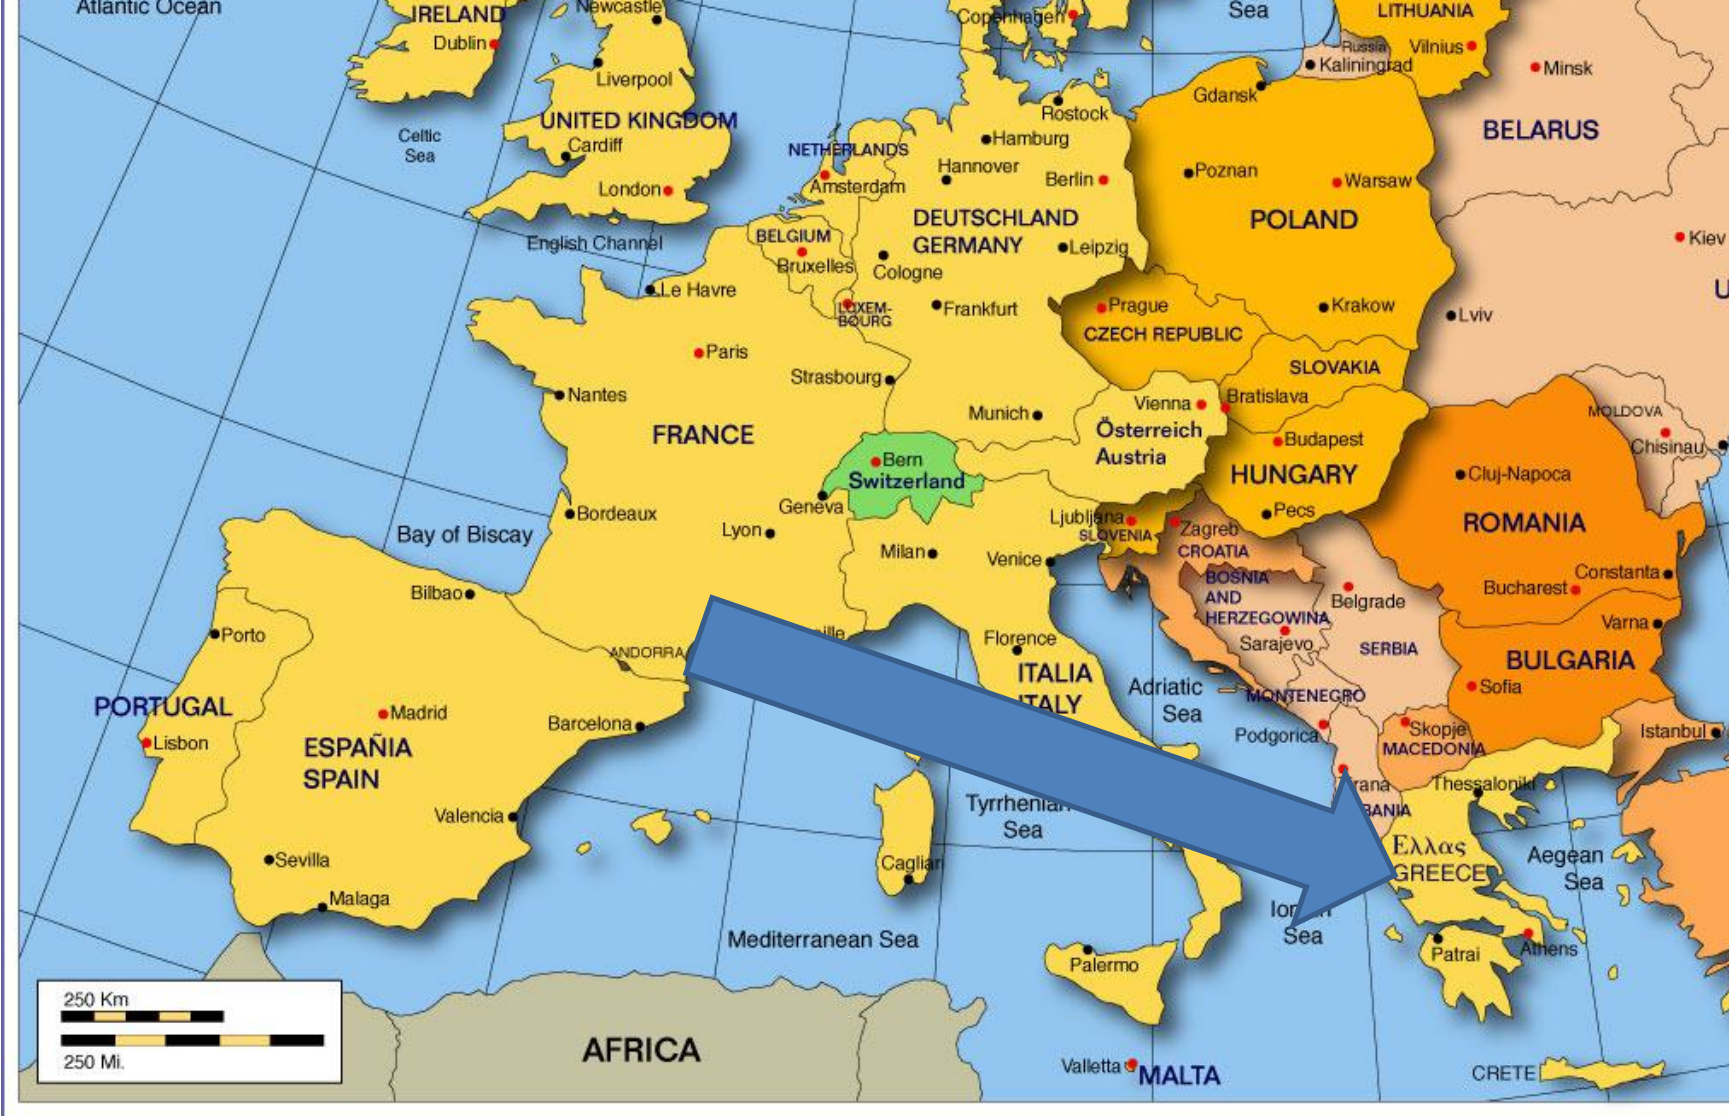 Atlantic Ocean
IRELAND
Dublin
Newcastle
Liverpool
UNITED KINGDOM
Cardiff
London
Celtic
Sea
English Channel
Copenhagen
Sea
LITHUANIA
Russia
Vilnius
Kaliningrad
Minsk
BELARUS
Gdansk
Rostock
Hamburg
NETHERLANDS
Amsterdam
Hannover
Berlin
Poznan
Warsaw
POLAND
DEUTSCHLAND
GERMANY
Leipzig
BELGIUM
Bruxelles
Cologne
Kiev
U
Le Havre
LUXEM-
BOURG
Frankfurt
Prague
CZECH REPUBLIC
Krakow
Lviv
Paris
Strasbourg
SLOVAKIA
Nantes
Munich
Vienna
Bratislava
MOLDOVA
Chisinau
FRANCE
Österreich
Austria
Budapest
HUNGARY
Bern
Switzerland
Geneva
Cluj-Napoca
Bordeaux
Lyon
Pecs
ROMANIA
Bay of Biscay
Milan
Venice
Ljubljana
SLOVENIA
Zagreb
CROATIA
BOSNIA
AND
HERZEGOWINA
Sarajevo
Belgrade
SERBIA
Constanta
Bucharest
Varna
Bilbao
Porto
ANDORRA
ille
Florence
ITALIA
ITALY
BULGARIA
Sofia
PORTUGAL
Lisbon
Madrid
Barcelona
ESPAÑIA
SPAIN
Adriatic
Sea
MONTENEGRO
Podgorica
Skopje
MACEDONIA
Istanbul
Valencia
Tyrrhenian
Sea
rana
BANIA
Thessaloniki
Ελλας
GREECE
Aegean
Sea
Sevilla
Malaga
Cagliari
Mediterranean Sea
Ionian
Sea
Palermo
Patrai
Athens
250 Km
250 Mi.
AFRICA
Valletta
MALTA
CRETE